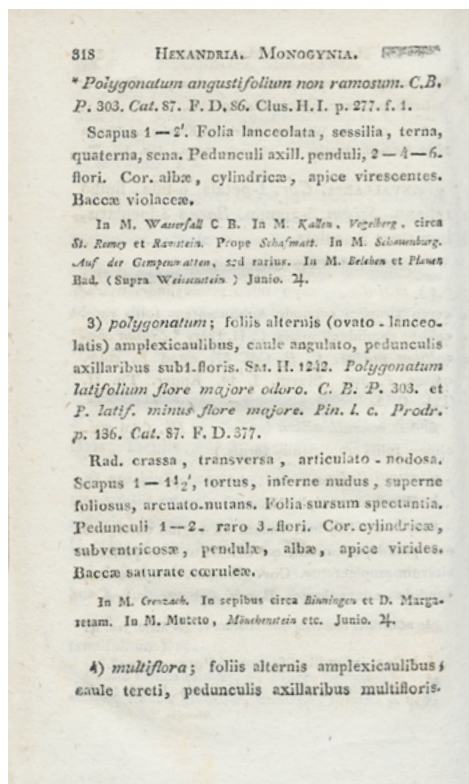 318 HEXANDRIA. MONOGYNIA.
* Polygonatum angustifolium non ramosum. C.B.
P. 303. Cat. 87. F. D. 86. Clus. H. I. p. 277. f. 1.
Scapus 1 — 2'. Folia lanceolata, sessilia, terna,
quaterna, sena. Pedunculi axill. penduli, 2 — 4 — 6-
flori. Cor. albæ, cylindricæ, apice virescentes.
Baccæ violaceæ.
In M. Wasserfall C B. In M. Kallen, Vogelberg, circa
St. Romey et Ramstein. Prope Schafmatt. In M. Schauenburg.
Auf der Gempenmatten, sed rarius. In M. Belchen et Plauen
Bad. (Supra Weissenstein) Junio. ♃.
3) polygonatum; foliis alternis (ovato - lanceo-
latis) amplexicaulibus, caule angulato, pedunculis
axillaribus sub1-floris. SM. II. 1242. Polygonatum
latifolium flore majore odoro. C. B. P. 303. et
P. latif. minus flore majore. Pin. l. c. Prodr.
p. 136. Cat. 87. F. D. 377.
Rad. crassa, transversa, articulato - nodosa.
Scapus 1 — 1½', tortus, inferne nudus, superne
foliosus, arcuato-nutans. Folia sursum spectantia.
Pedunculi 1 — 2 - raro 3-flori. Cor. cylindricæ,
subventricosæ, pendulæ, albæ, apice virides.
Baccæ saturate cœruleæ.
In M. Crenzach. In sepibus circa Binningen et D. Marga-
retam. In M. Muteto, Mönchenstein etc. Junio. ♃.
4) multiflora; foliis alternis amplexicaulibus;
caule tereti, pedunculis axillaribus multifloris.